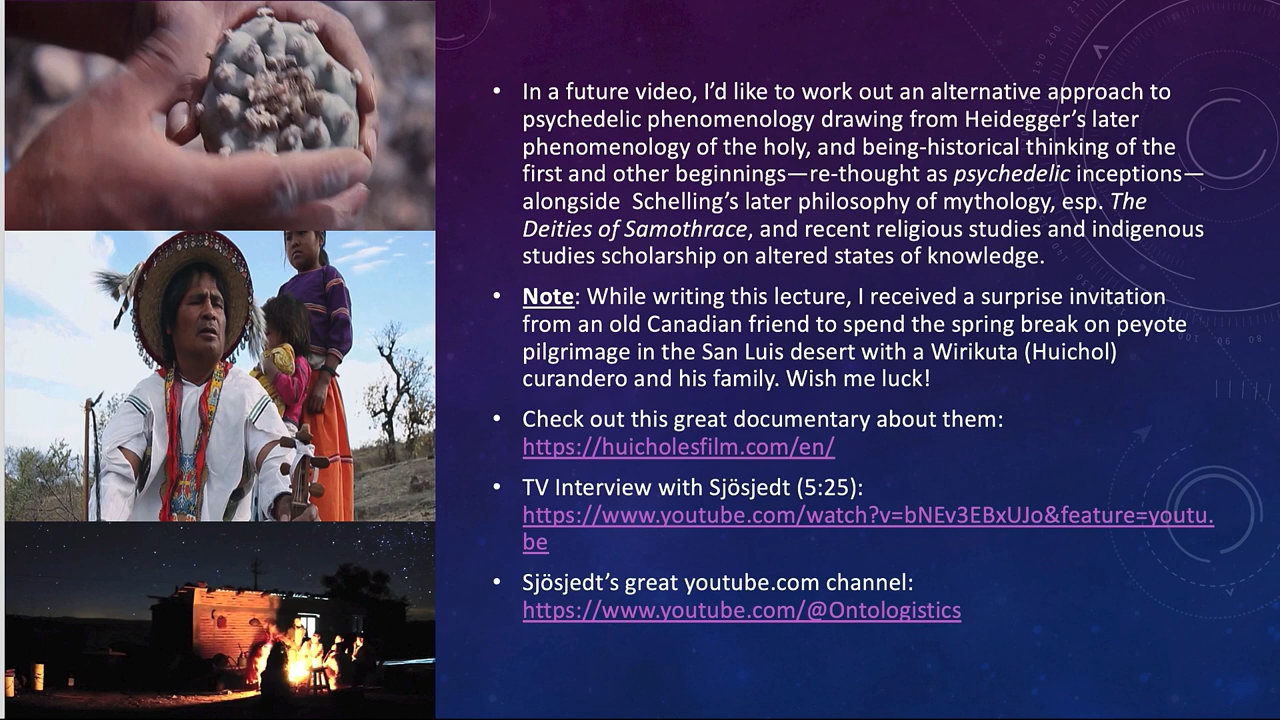 • In a future video, I'd like to work out an alternative approach to
psychedelic phenomenology drawing from Heidegger's later
phenomenology of the holy, and being-historical thinking of the
first and other beginnings—re-thought as psychedelic inceptions—
alongside  Schelling's later philosophy of mythology, esp. The
Deities of Samothrace, and recent religious studies and indigenous
studies scholarship on altered states of knowledge.
• Note: While writing this lecture, I received a surprise invitation
from an old Canadian friend to spend the spring break on peyote
pilgrimage in the San Luis desert with a Wirikuta (Huichol)
curandero and his family. Wish me luck!
• Check out this great documentary about them:
https://huicholesfilm.com/en/
• TV Interview with Sjösjedt (5:25):
https://www.youtube.com/watch?v=bNEv3EBxUJo&feature=youtu.
be
• Sjösjedt's great youtube.com channel:
https://www.youtube.com/@Ontologistics